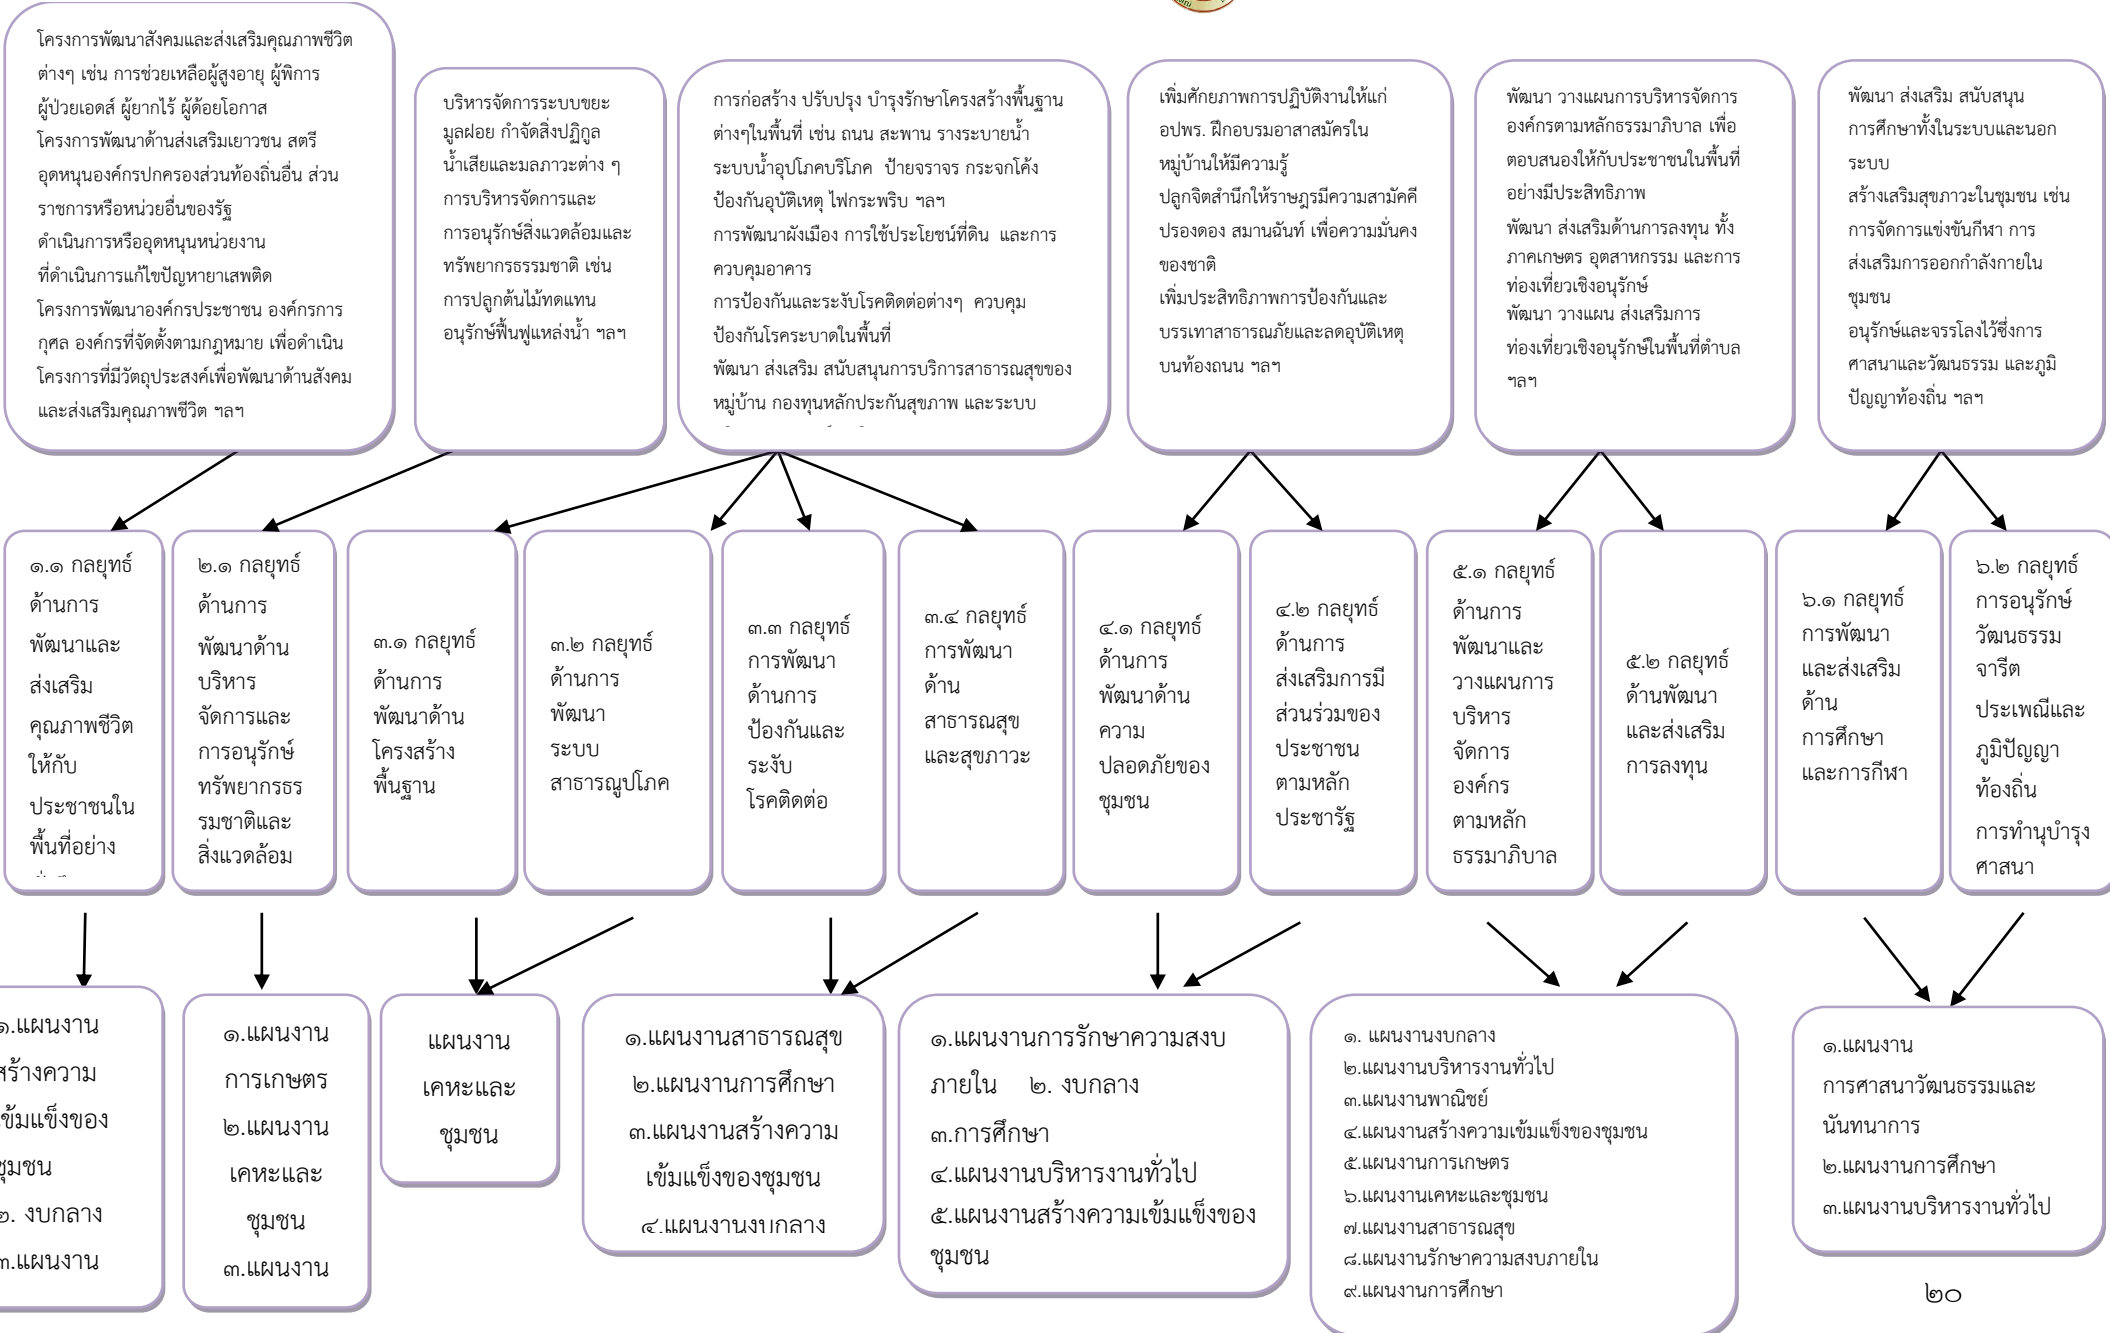 โครงการพัฒนาสังคมและส่งเสริมคุณภาพชีวิต
ต่างๆ เช่น การช่วยเหลือผู้สูงอายุ ผู้พิการ
ผู้ป่วยเอดส์ ผู้ยากไร้ ผู้ด้อยโอกาส
โครงการพัฒนาด้านส่งเสริมเยาวชน สตรี
อุดหนุนองค์กรปกครองส่วนท้องถิ่นอื่น ส่วน
ราชการหรือหน่วยอื่นของรัฐ
ดำเนินการหรืออุดหนุนหน่วยงาน
ที่ดำเนินการแก้ไขปัญหายาเสพติด
โครงการพัฒนาองค์กรประชาชน องค์กรการ
กุศล องค์กรที่จัดตั้งตามกฎหมาย เพื่อดำเนิน
โครงการที่มีวัตถุประสงค์เพื่อพัฒนาด้านสังคม
และส่งเสริมคุณภาพชีวิต ฯลฯ
บริหารจัดการระบบขยะ
มูลฝอย กำจัดสิ่งปฏิกูล
น้ำเสียและมลภาวะต่าง ๆ
การบริหารจัดการและ
การอนุรักษ์สิ่งแวดล้อมและ
ทรัพยากรธรรมชาติ เช่น
การปลูกต้นไม้ทดแทน
อนุรักษ์ฟื้นฟูแหล่งน้ำ ฯลฯ
การก่อสร้าง ปรับปรุง บำรุงรักษาโครงสร้างพื้นฐาน
ต่างๆในพื้นที่ เช่น ถนน สะพาน รางระบายน้ำ
ระบบน้ำอุปโภคบริโภค ป้ายจราจร กระจกโค้ง
ป้องกันอุบัติเหตุ ไฟกระพริบ ฯลฯ
การพัฒนาผังเมือง การใช้ประโยชน์ที่ดิน และการ
ควบคุมอาคาร
การป้องกันและระงับโรคติดต่อต่างๆ ควบคุม
ป้องกันโรคระบาดในพื้นที่
พัฒนา ส่งเสริม สนับสนุนการบริการสาธารณสุขของ
หมู่บ้าน กองทุนหลักประกันสุขภาพ และระบบ
เพิ่มศักยภาพการปฏิบัติงานให้แก่
อปพร. ฝึกอบรมอาสาสมัครใน
หมู่บ้านให้มีความรู้
ปลูกจิตสำนึกให้ราษฎรมีความสามัคคี
ปรองดอง สมานฉันท์ เพื่อความมั่นคง
ของชาติ
เพิ่มประสิทธิภาพการป้องกันและ
บรรเทาสาธารณภัยและลดอุบัติเหตุ
บนท้องถนน ฯลฯ
พัฒนา วางแผนการบริหารจัดการ
องค์กรตามหลักธรรมาภิบาล เพื่อ
ตอบสนองให้กับประชาชนในพื้นที่
อย่างมีประสิทธิภาพ
พัฒนา ส่งเสริมด้านการลงทุน ทั้ง
ภาคเกษตร อุตสาหกรรม และการ
ท่องเที่ยวเชิงอนุรักษ์
พัฒนา วางแผน ส่งเสริมการ
ท่องเที่ยวเชิงอนุรักษ์ในพื้นที่ตำบล
ฯลฯ
พัฒนา ส่งเสริม สนับสนุน
การศึกษาทั้งในระบบและนอก
ระบบ
สร้างเสริมสุขภาวะในชุมชน เช่น
การจัดการแข่งขันกีฬา การ
ส่งเสริมการออกกำลังกายใน
ชุมชน
อนุรักษ์และจรรโลงไว้ซึ่งการ
ศาสนาและวัฒนธรรม และภูมิ
ปัญญาท้องถิ่น ฯลฯ
๑.๑ กลยุทธ์
ด้านการ
พัฒนาและ
ส่งเสริม
คุณภาพชีวิต
ให้กับ
ประชาชนใน
พื้นที่อย่าง
๒.๑ กลยุทธ์
ด้านการ
พัฒนาด้าน
บริหาร
จัดการและ
การอนุรักษ์
ทรัพยากรธร
รมชาติและ
สิ่งแวดล้อม
๓.๑ กลยุทธ์
ด้านการ
พัฒนาด้าน
โครงสร้าง
พื้นฐาน
๓.๒ กลยุทธ์
ด้านการ
พัฒนา
ระบบ
สาธารณูปโภค
๓.๓ กลยุทธ์
การพัฒนา
ด้านการ
ป้องกันและ
ระงับ
โรคติดต่อ
๓.๔ กลยุทธ์
การพัฒนา
ด้าน
สาธารณสุข
และสุขภาวะ
๔.๑ กลยุทธ์
ด้านการ
พัฒนาด้าน
ความ
ปลอดภัยของ
ชุมชน
๔.๒ กลยุทธ์
ด้านการ
ส่งเสริมการมี
ส่วนร่วมของ
ประชาชน
ตามหลัก
ประชารัฐ
๕.๑ กลยุทธ์
ด้านการ
พัฒนาและ
วางแผนการ
บริหาร
จัดการ
องค์กร
ตามหลัก
ธรรมาภิบาล
๕.๒ กลยุทธ์
ด้านพัฒนา
และส่งเสริม
การลงทุน
๖.๑ กลยุทธ์
การพัฒนา
และส่งเสริม
ด้าน
การศึกษา
และการกีฬา
๖.๒ กลยุทธ์
การอนุรักษ์
วัฒนธรรม
จารีต
ประเพณีและ
ภูมิปัญญา
ท้องถิ่น
การทำนุบำรุง
ศาสนา
๑.แผนงาน
สร้างความ
เข้มแข็งของ
ชุมชน
๒. งบกลาง
๓.แผนงาน
๑.แผนงาน
การเกษตร
๒.แผนงาน
เคหะและ
ชุมชน
๓.แผนงาน
แผนงาน
เคหะและ
ชุมชน
๑.แผนงานสาธารณสุข
๒.แผนงานการศึกษา
๓.แผนงานสร้างความ
เข้มแข็งของชุมชน
๔.แผนงานงบกลาง
๑.แผนงานการรักษาความสงบ
ภายใน ๒. งบกลาง
๓.การศึกษา
๔.แผนงานบริหารงานทั่วไป
๕.แผนงานสร้างความเข้มแข็งของ
ชุมชน
๑. แผนงานงบกลาง
๒.แผนงานบริหารงานทั่วไป
๓.แผนงานพาณิชย์
๔.แผนงานสร้างความเข้มแข็งของชุมชน
๕.แผนงานการเกษตร
๖.แผนงานเคหะและชุมชน
๗.แผนงานสาธารณสุข
๘.แผนงานรักษาความสงบภายใน
๙.แผนงานการศึกษา
๑.แผนงาน
การศาสนาวัฒนธรรมและ
นันทนาการ
๒.แผนงานการศึกษา
๓.แผนงานบริหารงานทั่วไป
๒๐